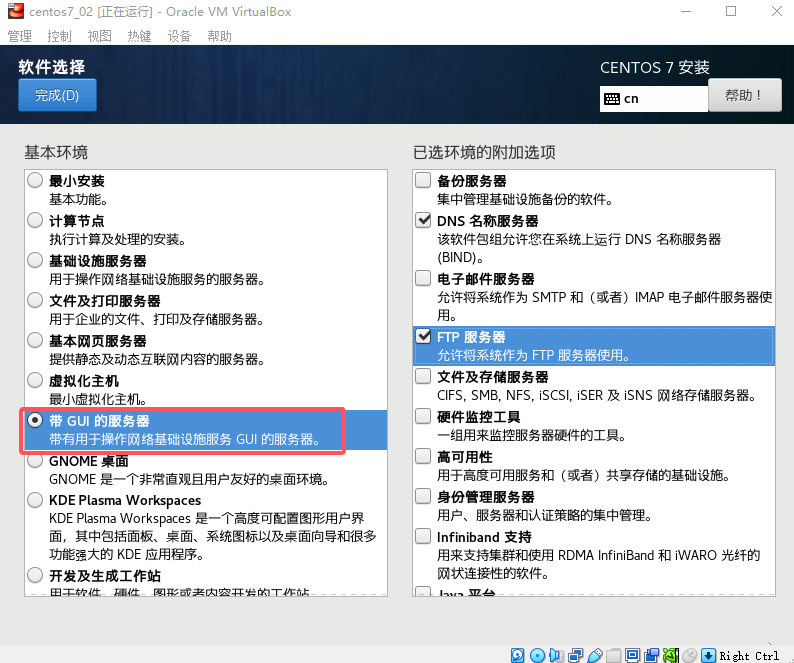 centos7_02 [正在运行] - Oracle VM VirtualBox
管理 控制 视图 热键 设备 帮助
软件选择
完成(D)
CENTOS 7 安装
cn
帮助！
基本环境
最小安装
基本功能。
计算节点
执行计算及处理的安装。
基础设施服务器
用于操作网络基础设施服务的服务器。
文件及打印服务器
用于企业的文件、打印及存储服务器。
基本网页服务器
提供静态及动态互联网内容的服务器。
虚拟化主机
最小虚拟化主机。
带 GUI 的服务器
带有用于操作网络基础设施服务 GUI 的服务器。
GNOME 桌面
GNOME 是一个非常直观且用户友好的桌面环境。
KDE Plasma Workspaces
KDE Plasma Workspaces 是一个高度可配置图形用户界
面，其中包括面板、桌面、系统图标以及桌面向导和很多
功能强大的 KDE 应用程序。
开发及生成工作站
用于软件、硬件、图形或者内容开发的工作站。
已选环境的附加选项
备份服务器
集中管理基础设施备份的软件。
DNS 名称服务器
该软件包组允许您在系统上运行 DNS 名称服务器
(BIND)。
电子邮件服务器
允许将系统作为 SMTP 和（或者）IMAP 电子邮件服务器使
用。
FTP 服务器
允许将系统作为 FTP 服务器使用。
文件及存储服务器
CIFS, SMB, NFS, iSCSI, iSER 及 iSNS 网络存储服务器。
硬件监控工具
一组用来监控服务器硬件的工具。
高可用性
用于高度可用服务和（或者）共享存储的基础设施。
身份管理服务器
用户、服务器和认证策略的集中管理。
Infiniband 支持
用来支持集群和使用 RDMA InfiniBand 和 iWARO 光纤的
网状连接性的软件。
Java 平台
Right Ctrl